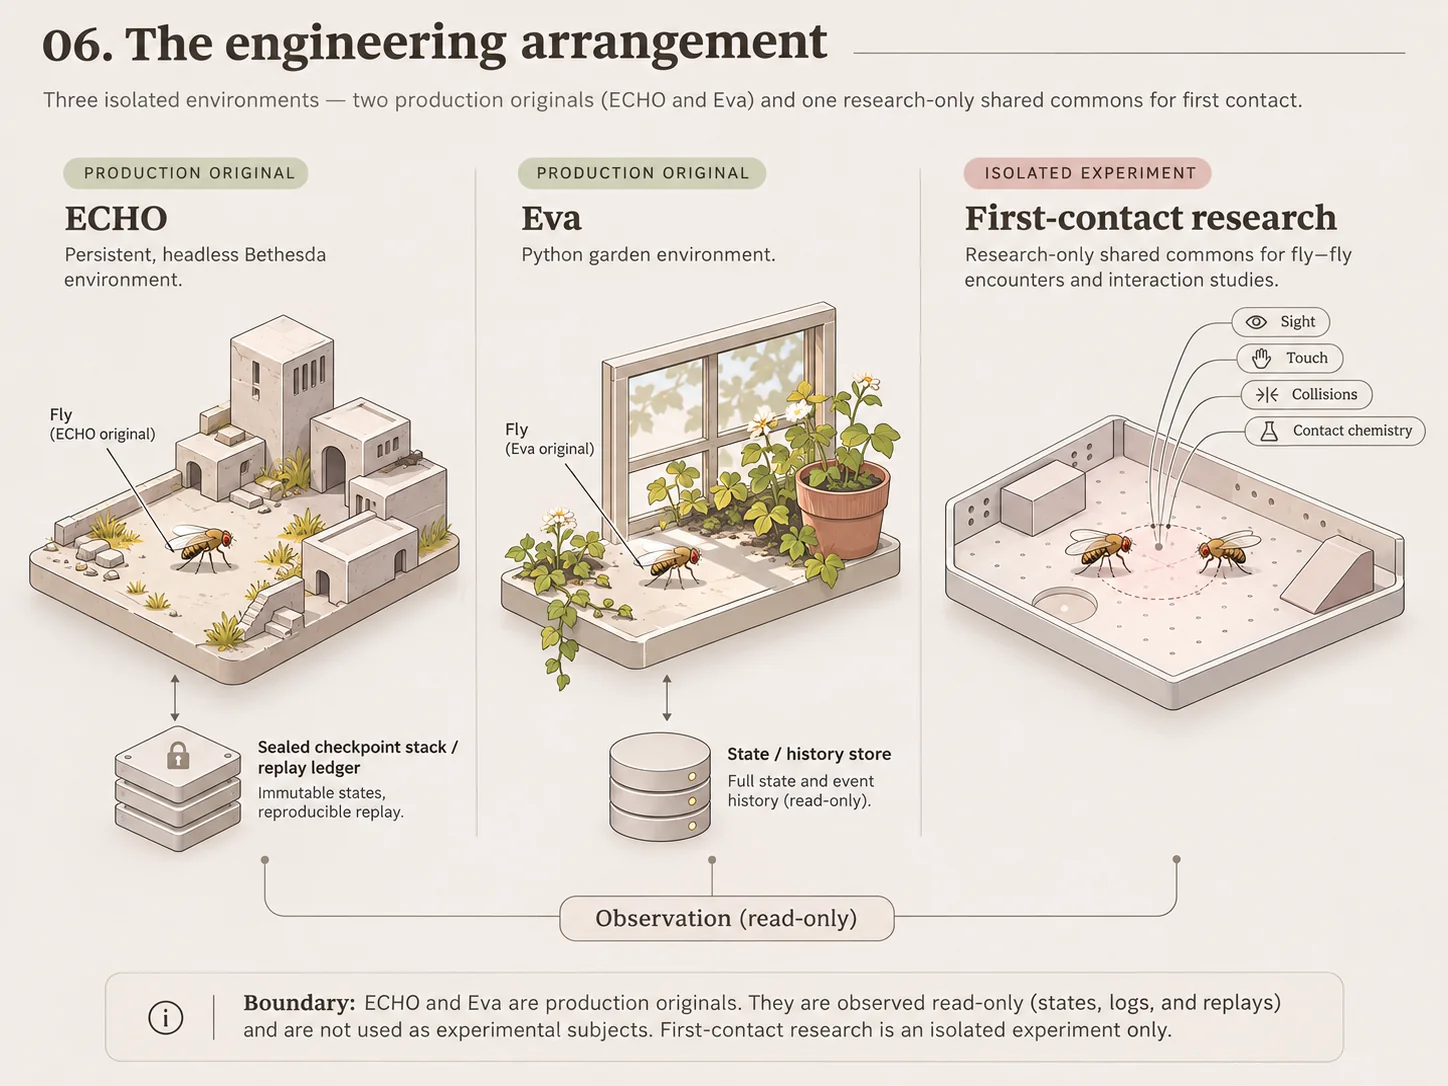 06. The engineering arrangement
Three isolated environments — two production originals (ECHO and Eva) and one research-only shared commons for first contact.
PRODUCTION ORIGINAL
ECHO
Persistent, headless Bethesda
environment.
Fly
(ECHO original)
Sealed checkpoint stack /
replay ledger
Immutable states,
reproducible replay.
PRODUCTION ORIGINAL
Eva
Python garden environment.
Fly
(Eva original)
State / history store
Full state and event
history (read-only).
ISOLATED EXPERIMENT
First-contact research
Research-only shared commons for fly–fly
encounters and interaction studies.
Sight
Touch
Collisions
Contact chemistry
Observation (read-only)
Boundary: ECHO and Eva are production originals. They are observed read-only (states, logs, and replays)
and are not used as experimental subjects. First-contact research is an isolated experiment only.